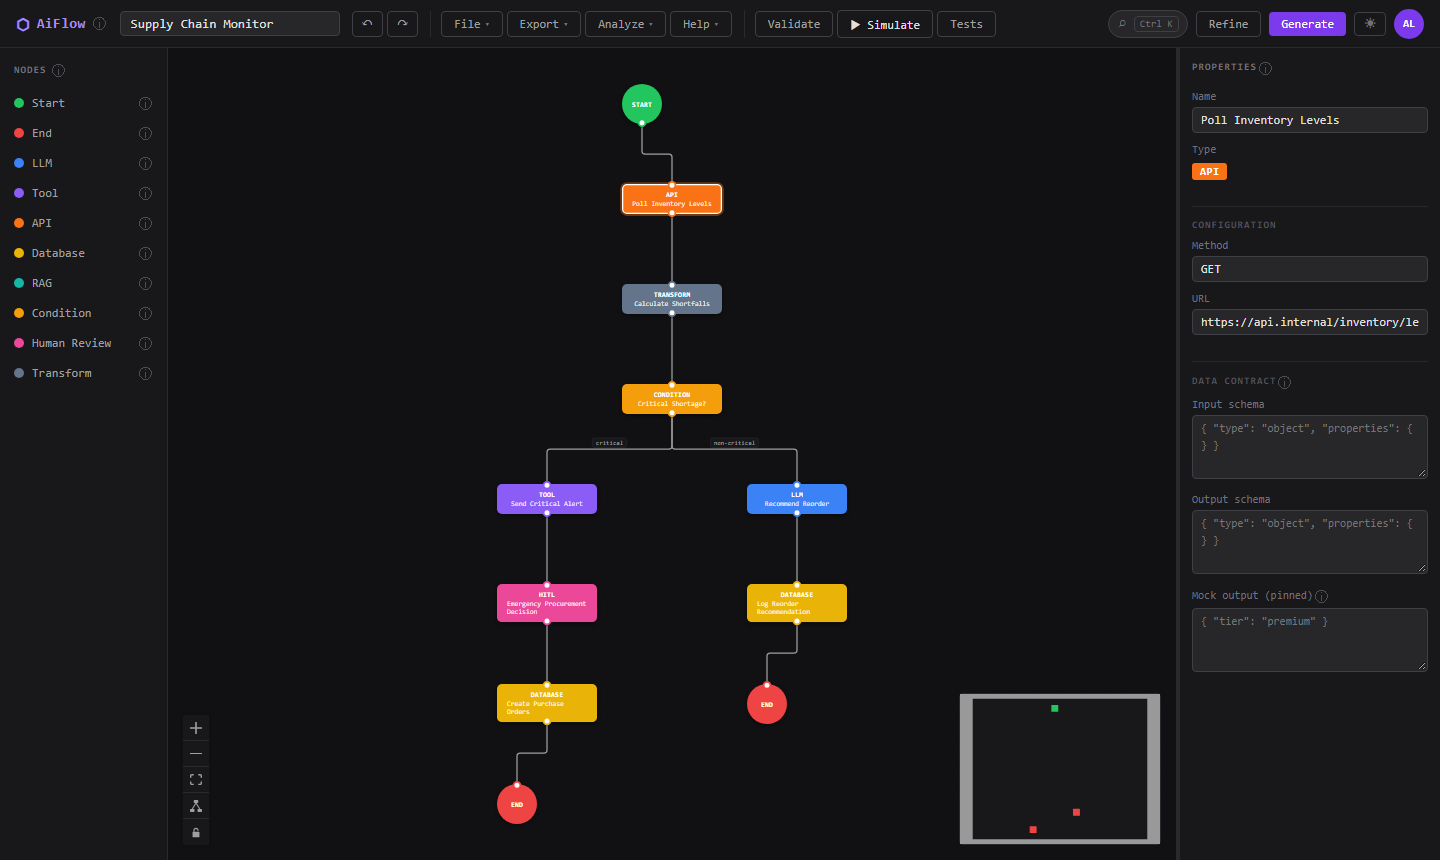 AiFlow
Supply Chain Monitor
File
Export
Analyze
Help
Validate
Simulate
Tests
Ctrl K
Refine
Generate
AL
NODES
Start
End
LLM
Tool
API
Database
RAG
Condition
Human Review
Transform
START
API
Poll Inventory Levels
TRANSFORM
Calculate Shortfalls
CONDITION
Critical Shortage?
critical
non-critical
TOOL
Send Critical Alert
LLM
Recommend Reorder
HITL
Emergency Procurement
Decision
DATABASE
Log Reorder
Recommendation
DATABASE
Create Purchase
Orders
END
END
PROPERTIES
Name
Poll Inventory Levels
Type
API
CONFIGURATION
Method
GET
URL
https://api.internal/inventory/le
DATA CONTRACT
Input schema
{ "type": "object", "properties": {
} }
Output schema
{ "type": "object", "properties": {
} }
Mock output (pinned)
{ "tier": "premium" }